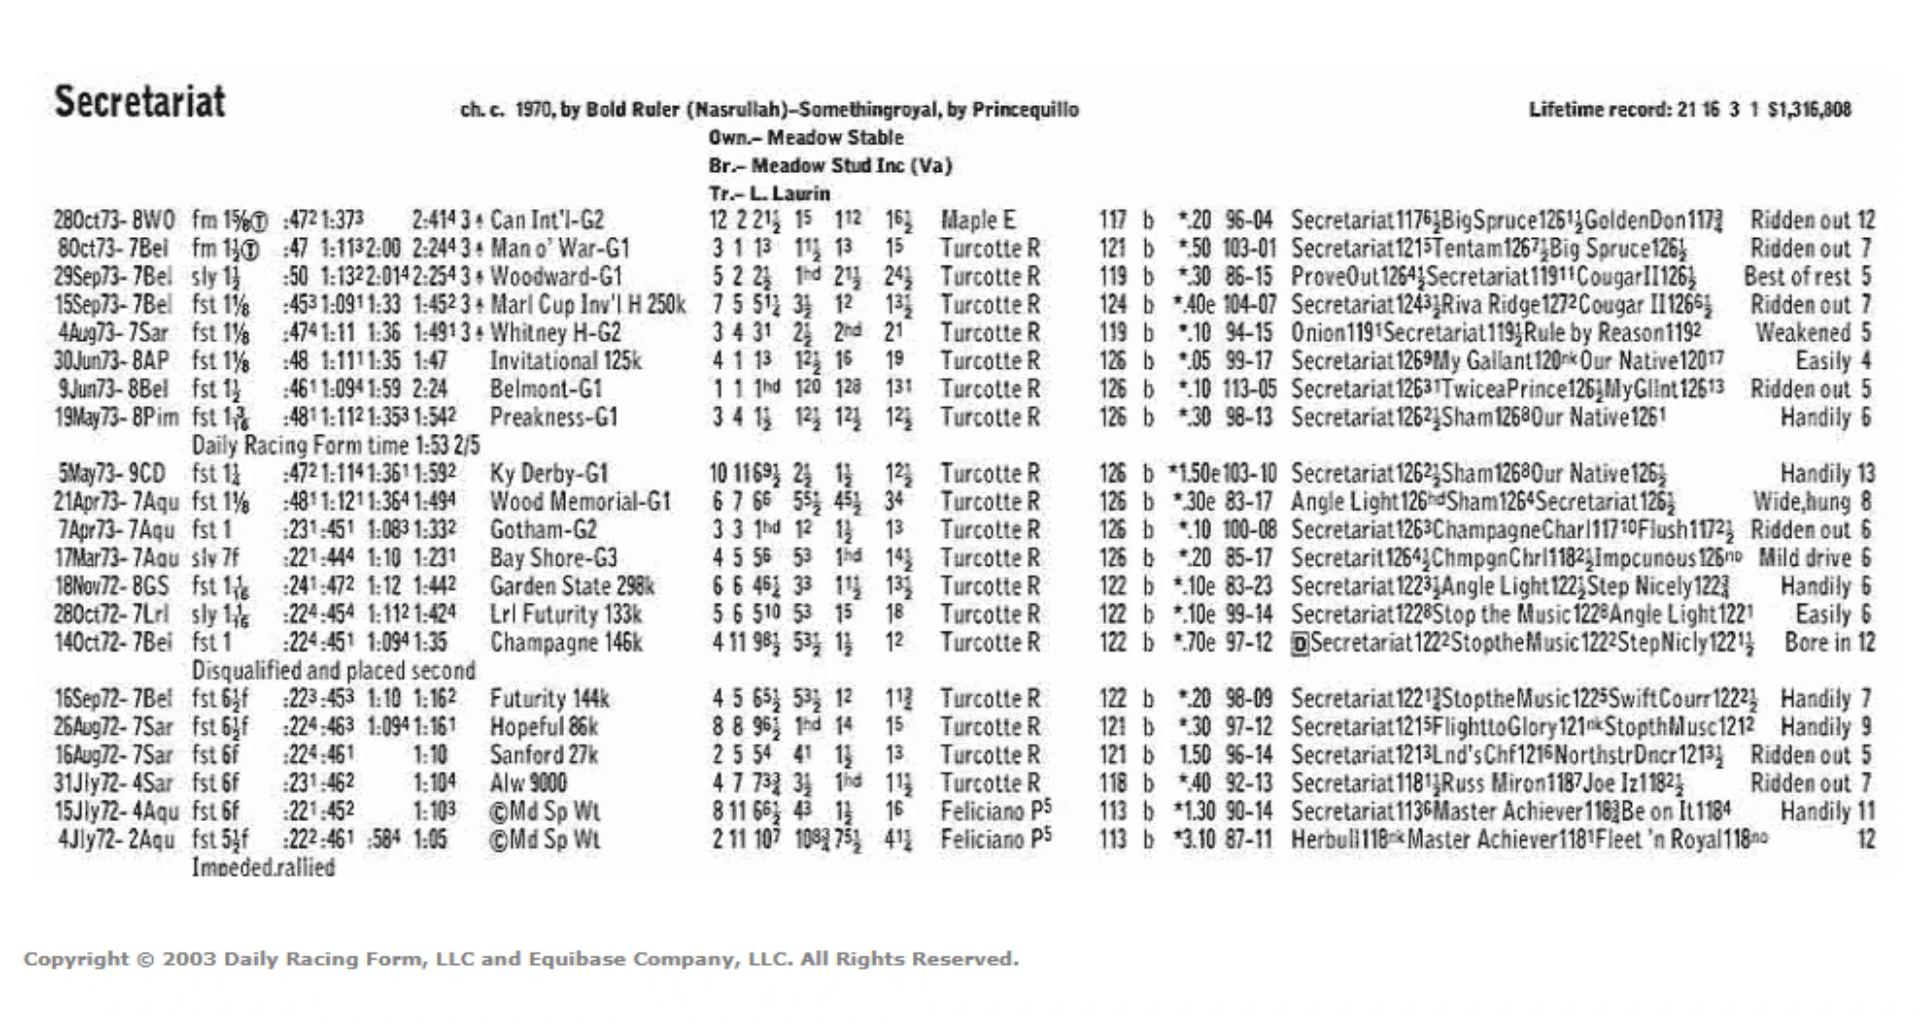 Secretariat ch. c. 1970, by Bold Ruler (Nasrullah)–Somethingroyal, by Princequillo Lifetime record: 21 16 3 1 $1,316,808
Own.– Meadow Stable
Br.– Meadow Stud Inc (Va)
Tr.– L. Laurin
28Oct73- 8WO fm 1⅝Ⓣ :47² 1:37³ 2:41⁴ 3♦ Can Int'l-G2 12 2 2¹½ 1⁵ 1¹² 1⁶½ Maple E 117 b *.20 96-04 Secretariat117⁶½BigSpruce126¹½GoldenDon117¾ Ridden out 12
8Oct73- 7Bel fm 1½Ⓣ :47 1:11³ 2:00 2:24⁴ 3♦ Man o' War-G1 3 1 1³ 1¹½ 1³ 1⁵ Turcotte R 121 b *.50 103-01 Secretariat121⁵Tentam126⁷½Big Spruce126½ Ridden out 7
29Sep73- 7Bel sly 1½ :50 1:13² 2:01⁴ 2:25⁴ 3♦ Woodward-G1 5 2 2½ 1hd 2¹½ 2⁴½ Turcotte R 119 b *.30 86-15 ProveOut126⁴½Secretariat119¹¹CougarII126½ Best of rest 5
15Sep73- 7Bel fst 1⅛ :45³ 1:09¹ 1:33 1:45² 3♦ Marl Cup Inv'l H 250k 7 5 5¹½ 3½ 1² 1³½ Turcotte R 124 b *.40e 104-07 Secretariat124³½Riva Ridge127²Cougar II126⁶½ Ridden out 7
4Aug73- 7Sar fst 1⅛ :47⁴ 1:11 1:36 1:49¹ 3♦ Whitney H-G2 3 4 3¹ 2½ 2nd 2¹ Turcotte R 119 b *.10 94-15 Onion119¹Secretariat119½Rule by Reason119² Weakened 5
30Jun73- 8AP fst 1⅛ :48 1:11¹ 1:35 1:47 Invitational 125k 4 1 1³ 1²½ 1⁶ 1⁹ Turcotte R 126 b *.05 99-17 Secretariat126⁹My Gallant120nkOur Native120¹⁷ Easily 4
9Jun73- 8Bel fst 1½ :46¹ 1:09⁴ 1:59 2:24 Belmont-G1 1 1 1hd 1²⁰ 1²⁸ 1³¹ Turcotte R 126 b *.10 113-05 Secretariat126³¹TwiceaPrince126½MyGllnt126¹³ Ridden out 5
19May73- 8Pim fst 1 3/16 :48¹ 1:11² 1:35³ 1:54² Preakness-G1 3 4 1½ 1²½ 1²½ 1²½ Turcotte R 126 b *.30 98-13 Secretariat126²½Sham126⁸Our Native126¹ Handily 6
Daily Racing Form time 1:53 2/5
5May73- 9CD fst 1¼ :47² 1:11⁴ 1:36¹ 1:59² Ky Derby-G1 10 11 6⁹½ 2½ 1½ 1²½ Turcotte R 126 b *1.50e 103-10 Secretariat126²½Sham126⁸Our Native126½ Handily 13
21Apr73- 7Aqu fst 1⅛ :48¹ 1:12¹ 1:36⁴ 1:49⁴ Wood Memorial-G1 6 7 6⁶ 5⁵½ 4⁵½ 3⁴ Turcotte R 126 b *.30e 83-17 Angle Light126hdSham126⁴Secretariat126½ Wide,hung 8
7Apr73- 7Aqu fst 1 :23¹ :45¹ 1:08³ 1:33² Gotham-G2 3 3 1hd 1² 1½ 1³ Turcotte R 126 b *.10 100-08 Secretariat126³ChampagneCharl117¹⁰Flush117²½ Ridden out 6
17Mar73- 7Aqu sly 7f :22¹ :44⁴ 1:10 1:23¹ Bay Shore-G3 4 5 5⁶ 5³ 1hd 1⁴½ Turcotte R 126 b *.20 85-17 Secretarit126⁴½ChmpgnChrl118²½Impcunous126no Mild drive 6
18Nov72- 8GS fst 1 1/16 :24¹ :47² 1:12 1:44² Garden State 298k 6 6 4⁶½ 3³ 1¹½ 1³½ Turcotte R 122 b *.10e 83-23 Secretariat122³½Angle Light122½Step Nicely122¾ Handily 6
28Oct72- 7Lrl sly 1 1/16 :22⁴ :45⁴ 1:11² 1:42⁴ Lrl Futurity 133k 5 6 5¹⁰ 5³ 1⁵ 1⁸ Turcotte R 122 b *.10e 99-14 Secretariat122⁸Stop the Music122⁸Angle Light122¹ Easily 6
14Oct72- 7Bel fst 1 :22⁴ :45¹ 1:09⁴ 1:35 Champagne 146k 4 11 9⁸½ 5³½ 1½ 1² Turcotte R 122 b *.70e 97-12 DSecretariat122²StoptheMusic122²StepNicly122¹½ Bore in 12
Disqualified and placed second
16Sep72- 7Bel fst 6½f :22³ :45³ 1:10 1:16² Futurity 144k 4 5 6⁵½ 5³½ 1² 1¹¾ Turcotte R 122 b *.20 98-09 Secretariat122¹¾StoptheMusic122⁵SwiftCourr122²½ Handily 7
26Aug72- 7Sar fst 6½f :22⁴ :46³ 1:09⁴ 1:16¹ Hopeful 86k 8 8 9⁶½ 1hd 1⁴ 1⁵ Turcotte R 121 b *.30 97-12 Secretariat121⁵FlighttoGlory121nkStopthMusc121² Handily 9
16Aug72- 7Sar fst 6f :22⁴ :46¹ 1:10 Sanford 27k 2 5 5⁴ 4¹ 1½ 1³ Turcotte R 121 b 1.50 96-14 Secretariat121³Lnd'sChf121⁶NorthstrDncr121³½ Ridden out 5
31Jly72- 4Sar fst 6f :23¹ :46² 1:10⁴ Alw 9000 4 7 7³¾ 3½ 1hd 1¹½ Turcotte R 118 b *.40 92-13 Secretariat118¹½Russ Miron118⁷Joe Iz118²½ Ridden out 7
15Jly72- 4Aqu fst 6f :22¹ :45² 1:10³ ©Md Sp Wt 8 11 6⁶½ 4³ 1½ 1⁶ Feliciano P⁵ 113 b *1.30 90-14 Secretariat113⁶Master Achiever118¾Be on It118⁴ Handily 11
4Jly72- 2Aqu fst 5½f :22² :46¹ :58⁴ 1:05 ©Md Sp Wt 2 11 10⁷ 10⁸¾ 7⁵½ 4¹¼ Feliciano P⁵ 113 b *3.10 87-11 Herbull118nkMaster Achiever118¹Fleet 'n Royal118no 12
Impeded,rallied
Copyright © 2003 Daily Racing Form, LLC and Equibase Company, LLC. All Rights Reserved.